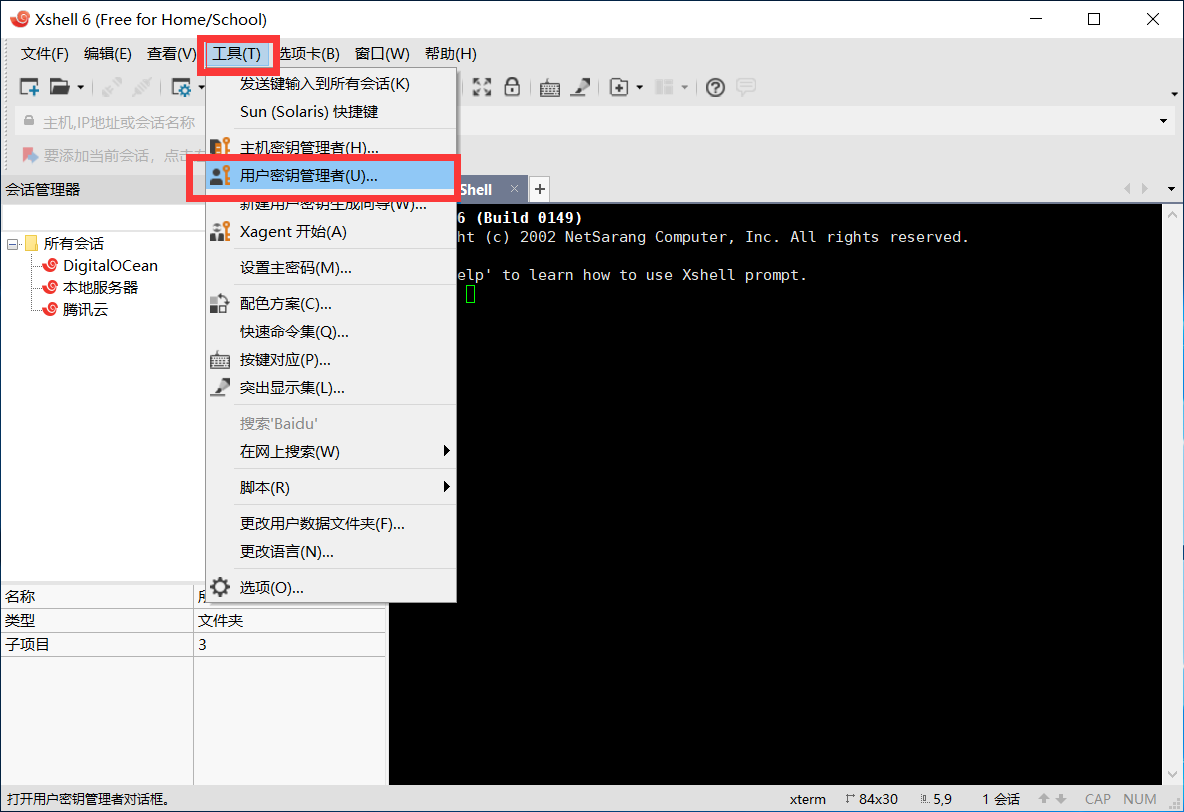 Xshell 6 (Free for Home/School)
文件(F) 编辑(E) 查看(V) 工具(T) 选项卡(B) 窗口(W) 帮助(H)
主机,IP地址或会话名称
要添加当前会话，点击
会话管理器
所有会话
DigitalOCean
本地服务器
腾讯云
发送键输入到所有会话(K)
Sun (Solaris) 快捷键
主机密钥管理者(H)...
用户密钥管理者(U)...
新建用户密钥生成向导(W)...
Xagent 开始(A)
设置主密码(M)...
配色方案(C)...
快速命令集(Q)...
按键对应(P)...
突出显示集(L)...
搜索'Baidu'
在网上搜索(W)
脚本(R)
更改用户数据文件夹(F)...
更改语言(N)...
选项(O)...
Shell × +
6 (Build 0149)
ht (c) 2002 NetSarang Computer, Inc. All rights reserved.
elp' to learn how to use Xshell prompt.
名称
类型 文件夹
子项目 3
打开用户密钥管理者对话框。 xterm 84x30 5,9 1 会话 CAP NUM